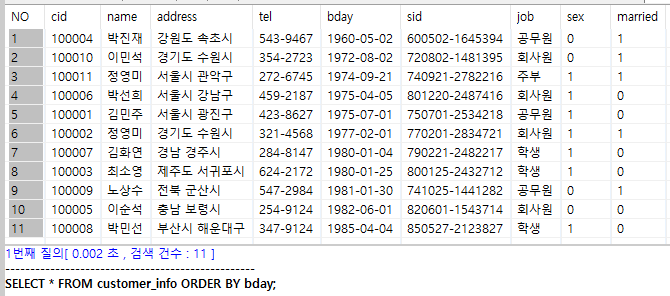 NO cid name address tel bday sid job sex married
1 100004 박진재 강원도 속초시 543-9467 1960-05-02 600502-1645394 공무원 0 1
2 100010 이민석 경기도 수원시 354-2723 1972-08-02 720802-1481395 회사원 0 1
3 100011 정영미 서울시 관악구 272-6745 1974-09-21 740921-2782216 주부 1 1
4 100006 박선희 서울시 강남구 459-2187 1975-04-05 801220-2487416 회사원 1 0
5 100001 김민주 서울시 광진구 423-8627 1975-07-01 750701-2534218 공무원 1 0
6 100002 정영미 경기도 수원시 321-4568 1977-02-01 770201-2834721 회사원 1 1
7 100007 김화연 경남 경주시 284-8147 1980-01-04 790221-2482217 학생 1 0
8 100003 최소영 제주도 서귀포시 624-2172 1980-01-25 800125-2432712 학생 1 0
9 100009 노상수 전북 군산시 547-2984 1981-01-30 741025-1441282 공무원 0 1
10 100005 이순석 충남 보령시 254-9124 1982-06-01 820601-1543714 회사원 0 0
11 100008 박민선 부산시 해운대구 347-9124 1985-04-04 850527-2123827 학생 1 0
1번째 질의[ 0.002 초 , 검색 건수 : 11 ]
--------------------------------------------------
SELECT * FROM customer_info ORDER BY bday;